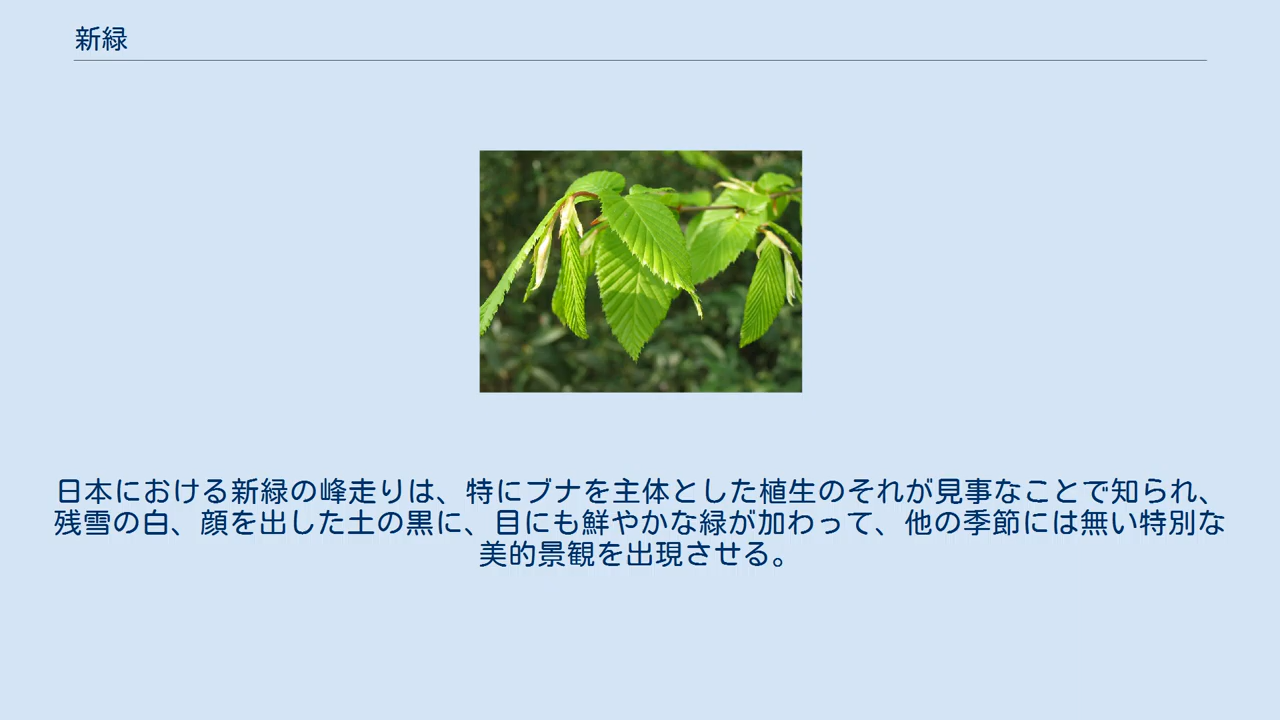 新緑
日本における新緑の峰走りは、特にブナを主体とした植生のそれが見事なことで知られ、
残雪の白、顔を出した土の黒に、目にも鮮やかな緑が加わって、他の季節には無い特別な
美的景観を出現させる。